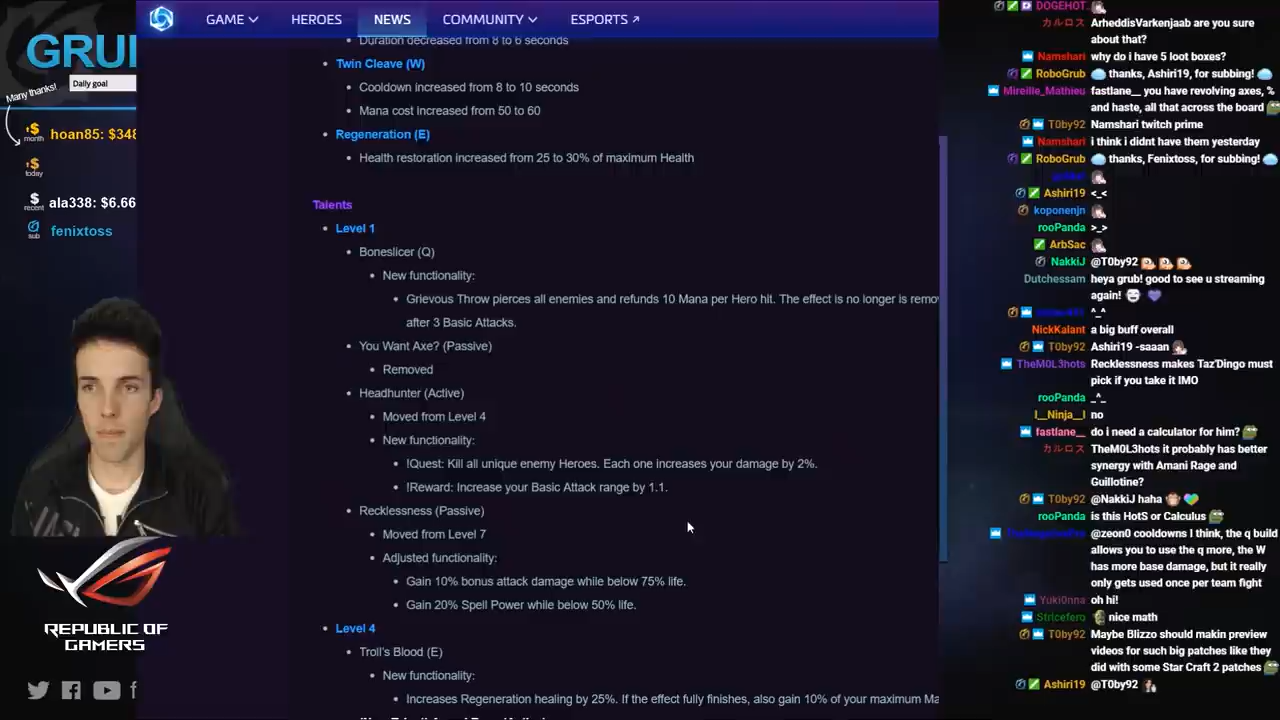 GAME
HEROES
NEWS
COMMUNITY
ESPORTS
GRU
Many thanks!
Daily goal
$ month hoan85: $348
$ today
$ recent ala338: $6.66
sub fenixtoss
Duration decreased from 8 to 6 seconds
• Twin Cleave (W)
• Cooldown increased from 8 to 10 seconds
• Mana cost increased from 50 to 60
• Regeneration (E)
• Health restoration increased from 25 to 30% of maximum Health
Talents
• Level 1
• Boneslicer (Q)
• New functionality:
• Grievous Throw pierces all enemies and refunds 10 Mana per Hero hit. The effect is no longer is remov
after 3 Basic Attacks.
• You Want Axe? (Passive)
• Removed
• Headhunter (Active)
• Moved from Level 4
• New functionality:
• !Quest: Kill all unique enemy Heroes. Each one increases your damage by 2%.
• !Reward: Increase your Basic Attack range by 1.1.
• Recklessness (Passive)
• Moved from Level 7
• Adjusted functionality:
• Gain 10% bonus attack damage while below 75% life.
• Gain 20% Spell Power while below 50% life.
• Level 4
• Troll's Blood (E)
• New functionality:
• Increases Regeneration healing by 25%. If the effect fully finishes, also gain 10% of your maximum Ma
REPUBLIC OF
GAMERS
DOGEHOT
カルロス ArheddisVarkenjaab are you sure
about that?
Namshari why do i have 5 loot boxes?
RoboGrub thanks, Ashiri19, for subbing!
Mireille_Mathieu fastlane__ you have revolving axes, %
and haste, all that across the board
T0by92 Namshari twitch prime
Namshari i think i didnt have them yesterday
RoboGrub thanks, Fenixtoss, for subbing!
Ashiri19 <_<
koponenjn
rooPanda >_>
ArbSac
NakkiJ @T0by92
Dutchessam heya grub! good to see u streaming
again!
^_^
NickKalant a big buff overall
T0by92 Ashiri19 -saaan
TheM0L3hots Recklessness makes Taz'Dingo must
pick if you take it IMO
rooPanda _^_
I__Ninja__I no
fastlane__ do i need a calculator for him?
カルロス TheM0L3hots it probably has better
synergy with Amani Rage and
Guillotine?
T0by92 @NakkiJ haha
rooPanda is this HotS or Calculus
@zeon0 cooldowns I think, the q build
allows you to use the q more, the W
has more base damage, but it really
only gets used once per team fight
Yuki0nna oh hi!
Stricefero nice math
T0by92 Maybe Blizzo should makin preview
videos for such big patches like they
did with some Star Craft 2 patches
Ashiri19 @T0by92